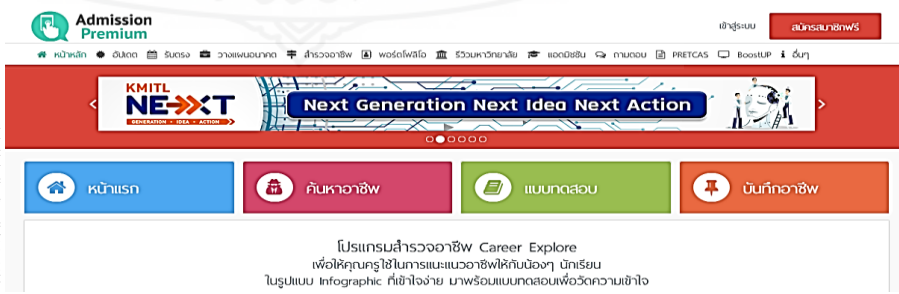 Admission
Premium
เข้าสู่ระบบ
สมัครสมาชิกฟรี
หน้าหลัก อัปเดต รับตรง วางแผนอนาคต สำรวจอาชีพ พอร์ตโฟลิโอ รีวิวมหาวิทยาลัย แอดมิชชัน ถามตอบ PRETCAS BoostUP อื่นๆ
KMITL
NEXT
GENERATION • IDEA • ACTION
Next Generation Next Idea Next Action
หน้าแรก
ค้นหาอาชีพ
แบบทดสอบ
บันทึกอาชีพ
โปรแกรมสำรวจอาชีพ Career Explore
เพื่อให้คุณครูใช้ในการแนะแนวอาชีพให้กับน้องๆ นักเรียน
ในรูปแบบ Infographic ที่เข้าใจง่าย มาพร้อมแบบทดสอบเพื่อวัดความเข้าใจ